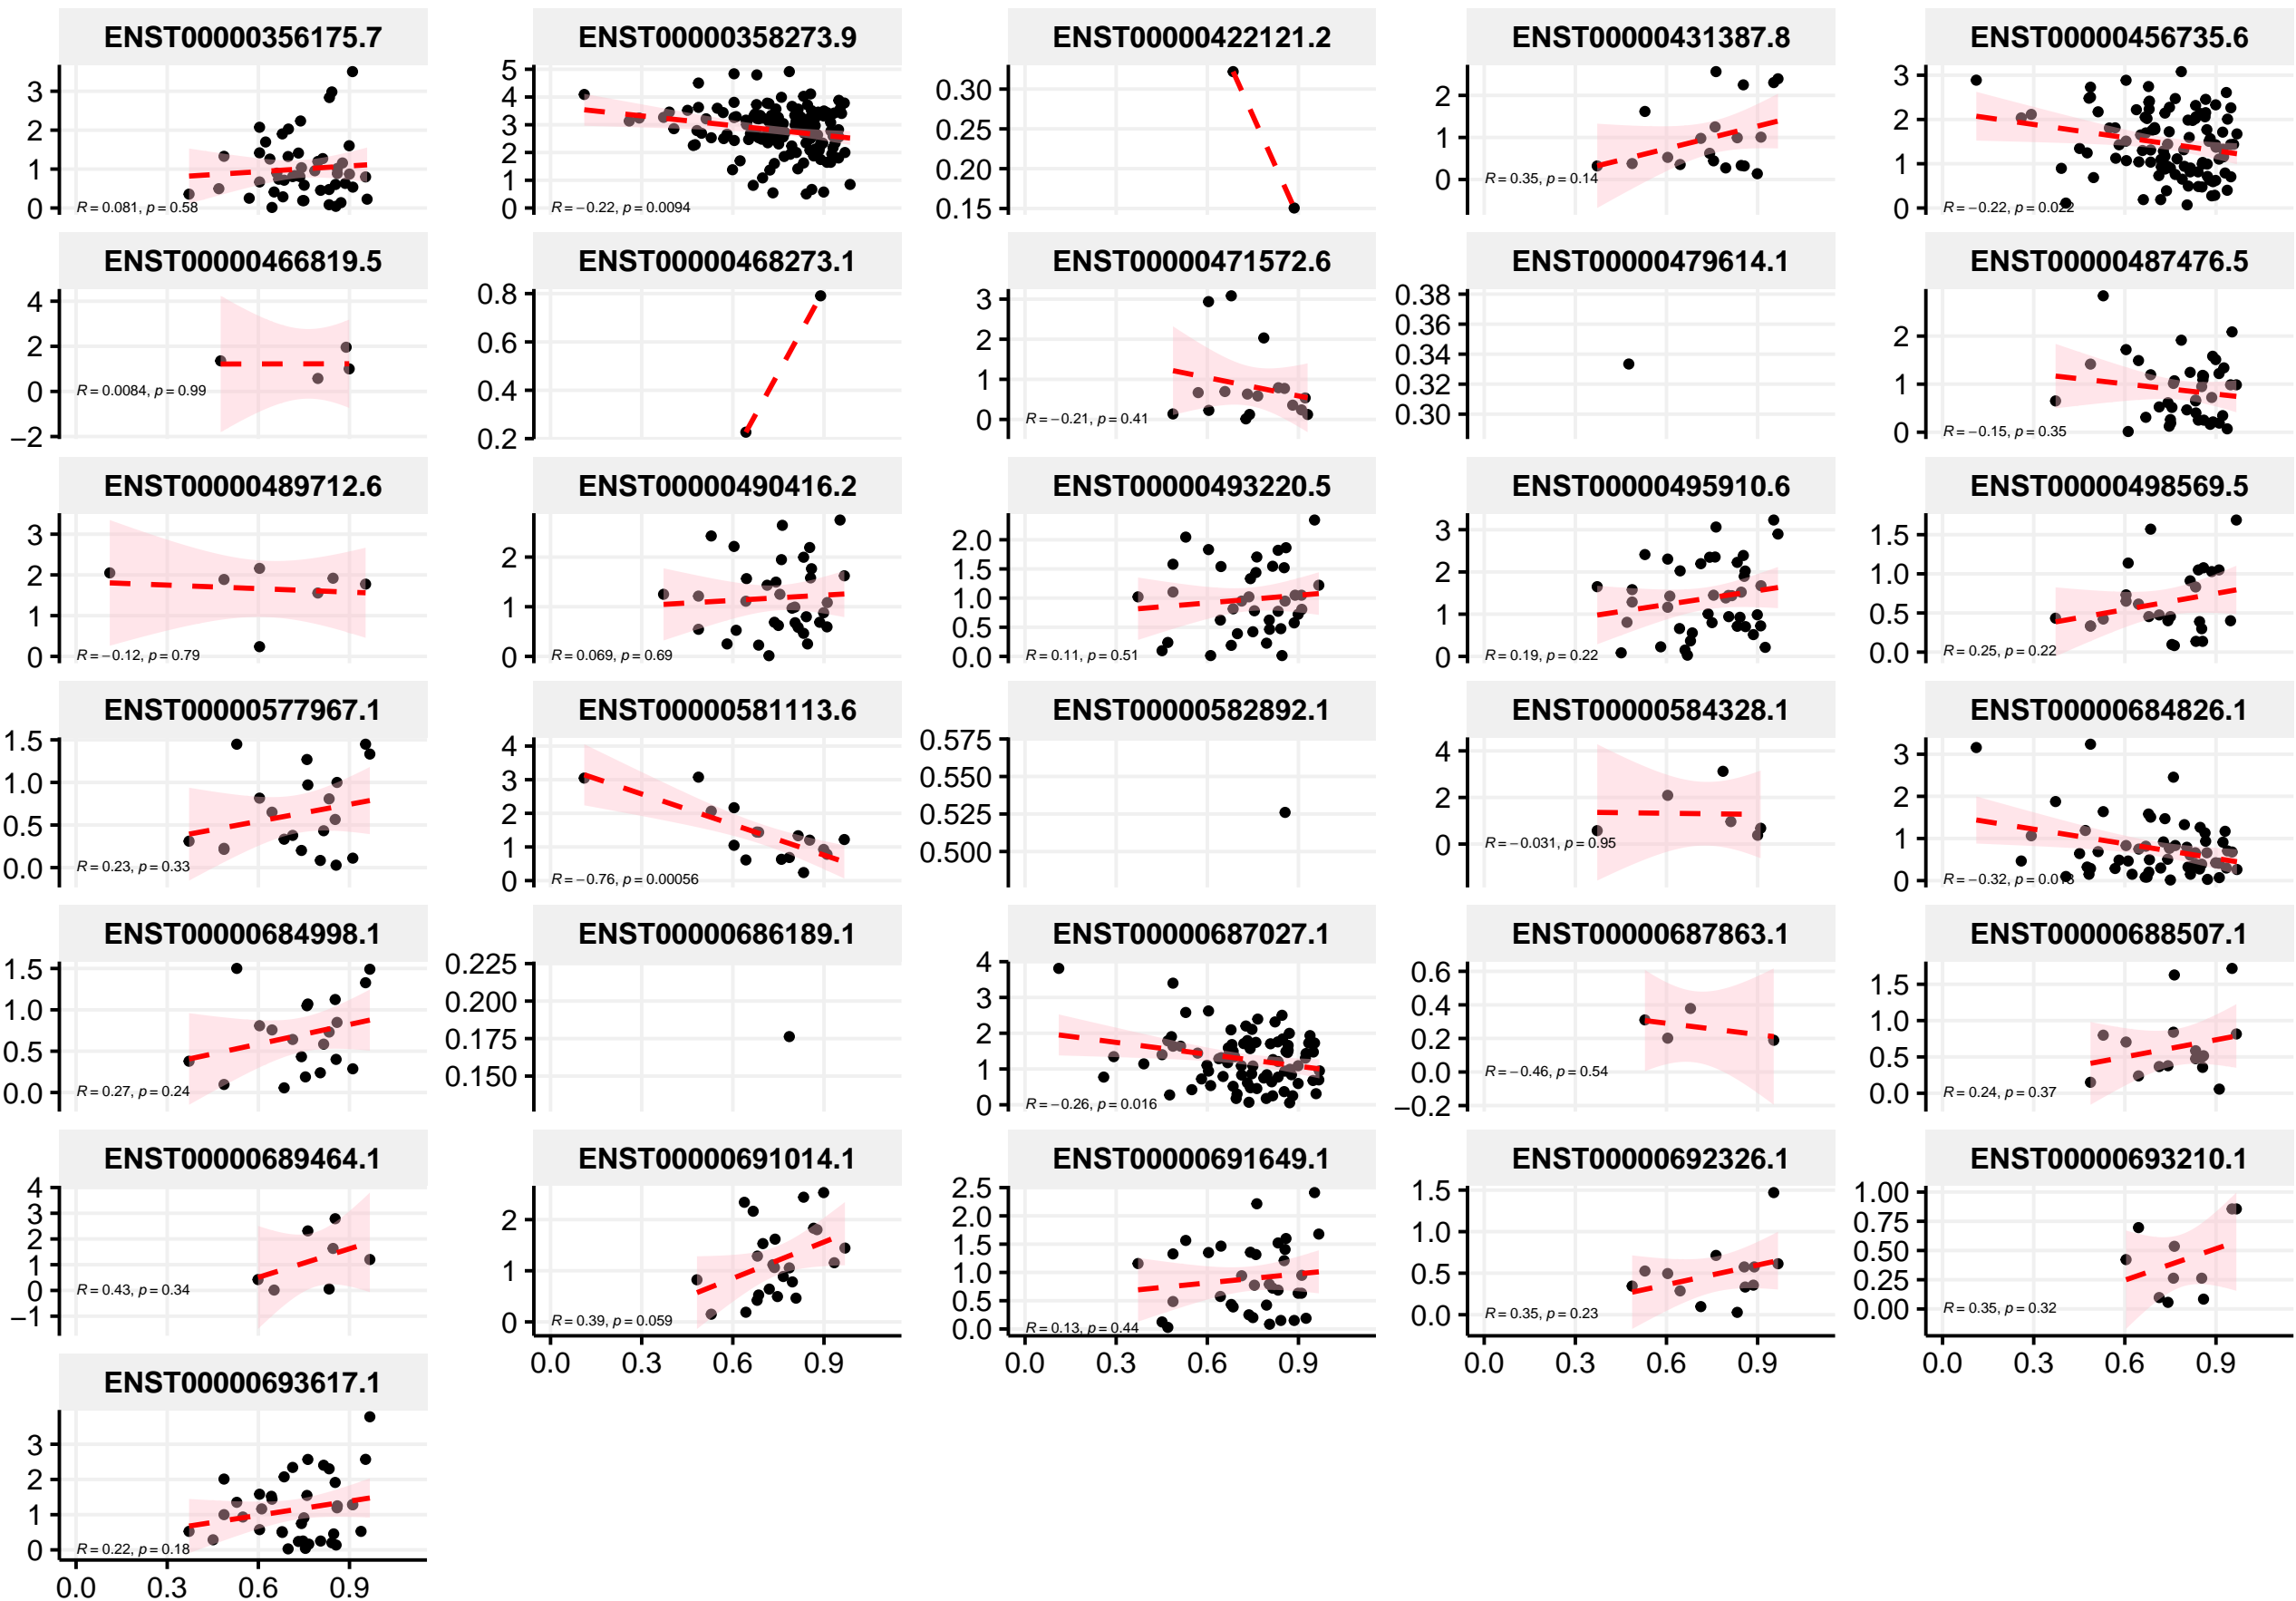 ENST00000356175.7
ENST00000358273.9
ENST00000422121.2
ENST00000431387.8
ENST00000456735.6
3
2
1
0
R = 0.081, p = 0.58
5
4
3
2
1
0
R = −0.22, p = 0.0094
0.30
0.25
0.20
0.15
2
1
0
R = 0.35, p = 0.14
3
2
1
0
R = −0.22, p = 0.022
ENST00000466819.5
ENST00000468273.1
ENST00000471572.6
ENST00000479614.1
ENST00000487476.5
4
2
0
−2
R = 0.0084, p = 0.99
0.8
0.6
0.4
0.2
3
2
1
0
R = −0.21, p = 0.41
0.38
0.36
0.34
0.32
0.30
2
1
0
R = −0.15, p = 0.35
ENST00000489712.6
ENST00000490416.2
ENST00000493220.5
ENST00000495910.6
ENST00000498569.5
3
2
1
0
R = −0.12, p = 0.79
2
1
0
R = 0.069, p = 0.69
2.0
1.5
1.0
0.5
0.0
R = 0.11, p = 0.51
3
2
1
0
R = 0.19, p = 0.22
1.5
1.0
0.5
0.0
R = 0.25, p = 0.22
ENST00000577967.1
ENST00000581113.6
ENST00000582892.1
ENST00000584328.1
ENST00000684826.1
1.5
1.0
0.5
0.0
R = 0.23, p = 0.33
4
3
2
1
0
R = −0.76, p = 0.00056
0.575
0.550
0.525
0.500
4
2
0
R = −0.031, p = 0.95
3
2
1
0
R = −0.32, p = 0.013
ENST00000684998.1
ENST00000686189.1
ENST00000687027.1
ENST00000687863.1
ENST00000688507.1
1.5
1.0
0.5
0.0
R = 0.27, p = 0.24
0.225
0.200
0.175
0.150
4
3
2
1
0
R = −0.26, p = 0.016
0.6
0.4
0.2
0.0
−0.2
R = −0.46, p = 0.54
1.5
1.0
0.5
0.0
R = 0.24, p = 0.37
ENST00000689464.1
ENST00000691014.1
ENST00000691649.1
ENST00000692326.1
ENST00000693210.1
4
3
2
1
0
−1
R = 0.43, p = 0.34
2
1
0
R = 0.39, p = 0.059
0.0 0.3 0.6 0.9
2.5
2.0
1.5
1.0
0.5
0.0
R = 0.13, p = 0.44
0.0 0.3 0.6 0.9
1.5
1.0
0.5
0.0
R = 0.35, p = 0.23
0.0 0.3 0.6 0.9
1.00
0.75
0.50
0.25
0.00
R = 0.35, p = 0.32
0.0 0.3 0.6 0.9
ENST00000693617.1
3
2
1
0
R = 0.22, p = 0.18
0.0 0.3 0.6 0.9